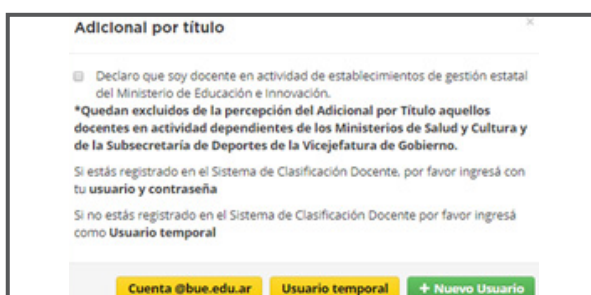 Adicional por título
×
Declaro que soy docente en actividad de establecimientos de gestión estatal
del Ministerio de Educación e Innovación.
*Quedan excluidos de la percepción del Adicional por Título aquellos
docentes en actividad dependientes de los Ministerios de Salud y Cultura y
de la Subsecretaría de Deportes de la Vicejefatura de Gobierno.
Si estás registrado en el Sistema de Clasificación Docente, por favor ingresá con
tu usuario y contraseña
Si no estás registrado en el Sistema de Clasificación Docente por favor ingresá
como Usuario temporal
Cuenta @bue.edu.ar Usuario temporal + Nuevo Usuario